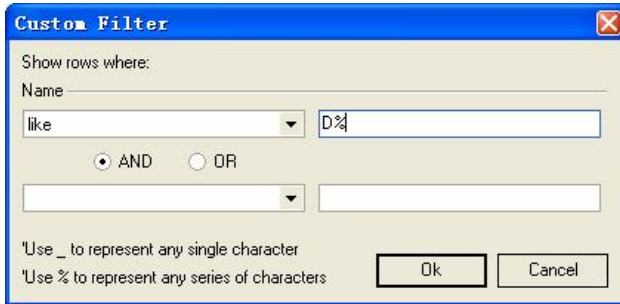 Custom Filter
Show rows where:
Name
like D%
AND OR
'Use _ to represent any single character
'Use % to represent any series of characters
Ok Cancel